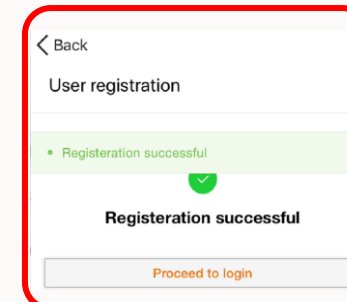 Back
User registration
• Registeration successful
Registeration successful
Proceed to login